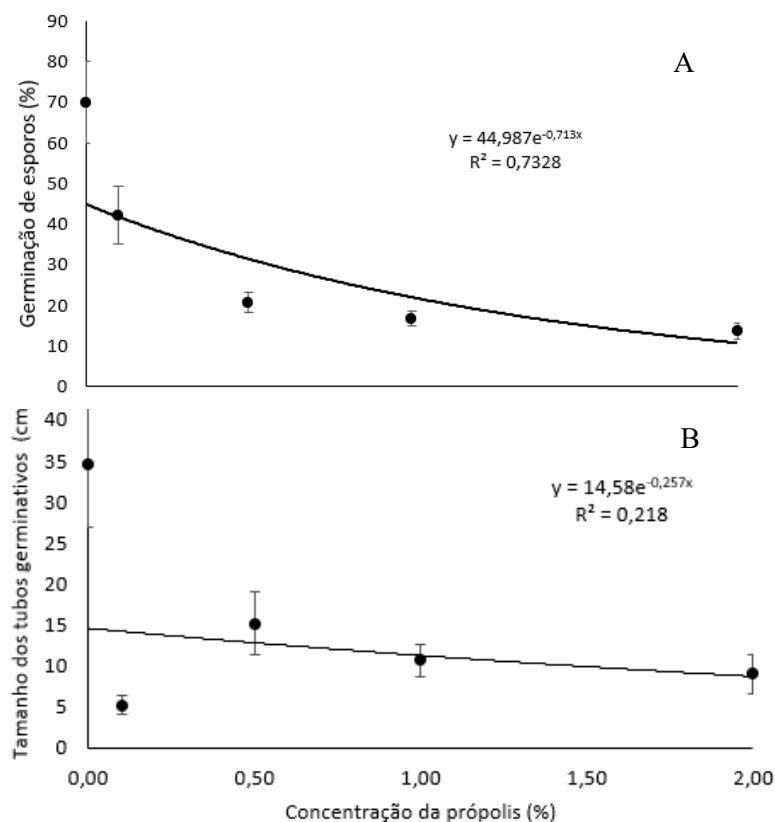 A
Germinação de esporos (%)
90
80
70
60
50
40
30
20
10
0
y = 44,987e^-0,713x
R² = 0,7328
B
Tamanho dos tubos germinativos (cm
40
35
30
25
20
15
10
5
0
y = 14,58e^-0,257x
R² = 0,218
0,00 0,50 1,00 1,50 2,00
Concentração da própolis (%)